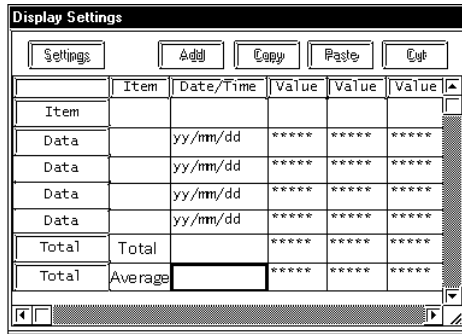 Display Settings
Settings Add Copy Paste Cut
Item Date/Time Value Value Value
Item
Data yy/mm/dd ***** ***** *****
Data yy/mm/dd ***** ***** *****
Data yy/mm/dd ***** ***** *****
Data yy/mm/dd ***** ***** *****
Total Total ***** ***** *****
Total Average ***** ***** *****